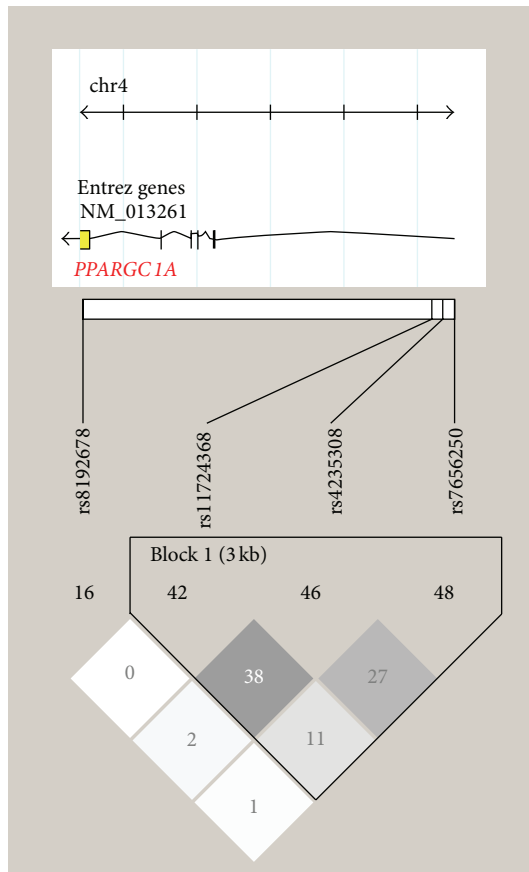 chr4
Entrez genes
NM_013261
PPARGC1A
rs8192678
rs11724368
rs4235308
rs7656250
Block 1 (3 kb)
16 42 46 48
0 38 27
2 11
1